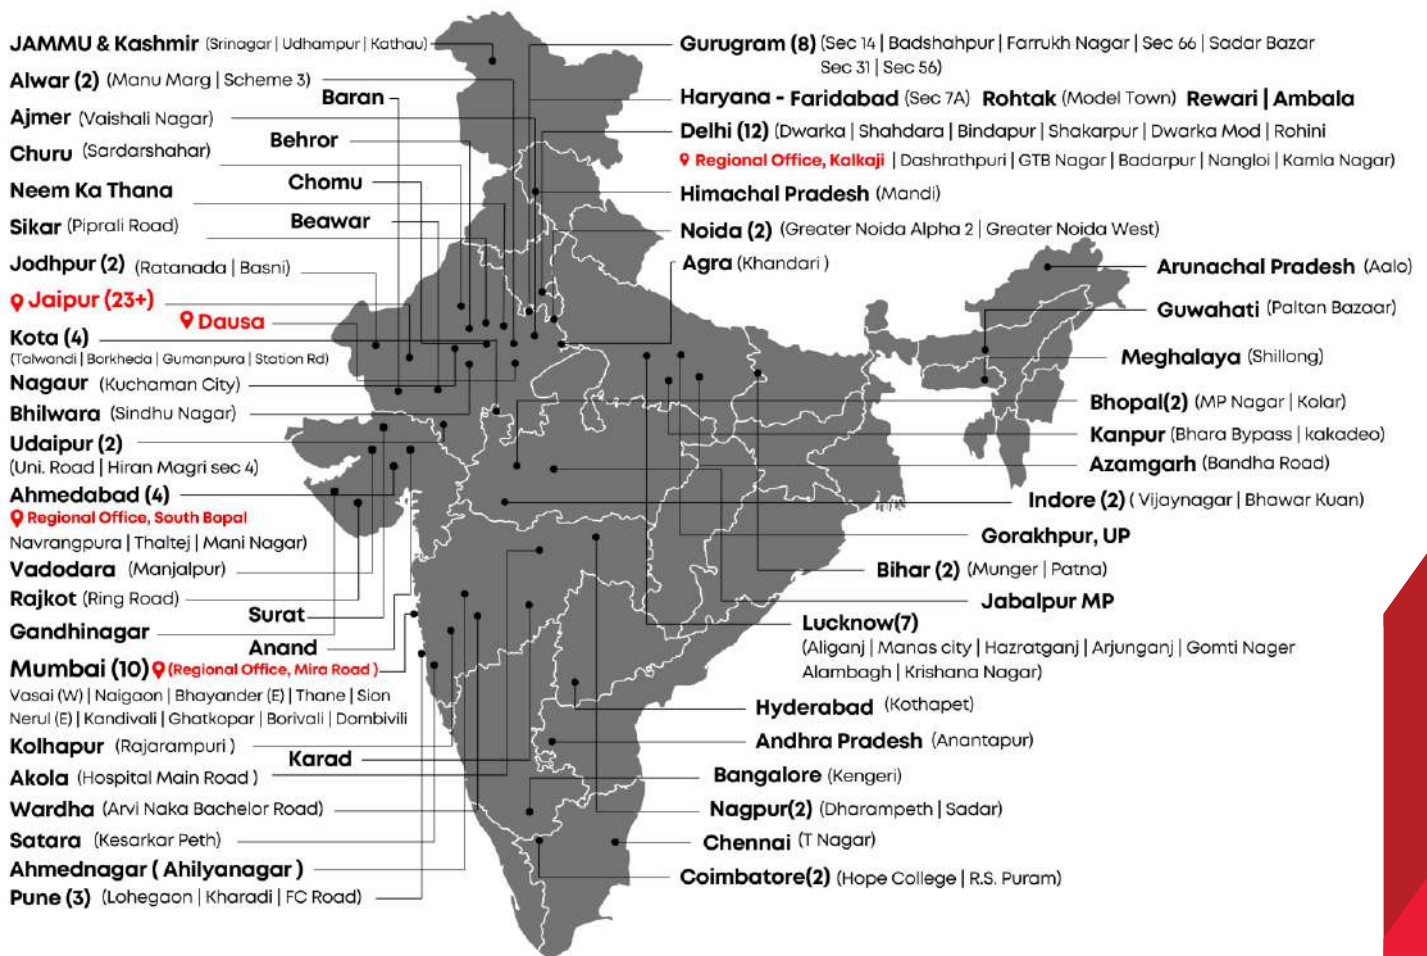 JAMMU & Kashmir (Srinagar | Udhampur | Kathau)
Alwar (2) (Manu Marg | Scheme 3)
Baran
Ajmer (Vaishali Nagar)
Behror
Churu (Sardarshahar)
Chomu
Neem Ka Thana
Beawar
Sikar (Piprali Road)
Jodhpur (2) (Ratanada | Basni)
Jaipur (23+)
Dausa
Kota (4)
(Talwandi | Borkheda | Gumanpura | Station Rd)
Nagaur (Kuchaman City)
Bhilwara (Sindhu Nagar)
Udaipur (2)
(Uni. Road | Hiran Magri sec 4)
Ahmedabad (4)
Regional Office, South Bopal
Navrangpura | Thaltej | Mani Nagar)
Vadodara (Manjalpur)
Rajkot (Ring Road)
Surat
Gandhinagar
Anand
Mumbai (10) (Regional Office, Mira Road )
Vasai (W) | Naigaon | Bhayander (E) | Thane | Sion
Nerul (E) | Kandivali | Ghatkopar | Borivali | Dombivili
Kolhapur (Rajarampuri )
Karad
Akola (Hospital Main Road )
Wardha (Arvi Naka Bachelor Road)
Satara (Kesarkar Peth)
Ahmednagar ( Ahilyanagar )
Pune (3) (Lohegaon | Kharadi | FC Road)
Gurugram (8) (Sec 14 | Badshahpur | Farrukh Nagar | Sec 66 | Sadar Bazar
Sec 31 | Sec 56)
Haryana - Faridabad (Sec 7A) Rohtak (Model Town) Rewari | Ambala
Delhi (12) (Dwarka | Shahdara | Bindapur | Shakarpur | Dwarka Mod | Rohini
Regional Office, Kalkaji | Dashrathpuri | GTB Nagar | Badarpur | Nangloi | Kamla Nagar)
Himachal Pradesh (Mandi)
Noida (2) (Greater Noida Alpha 2 | Greater Noida West)
Agra (Khandari )
Arunachal Pradesh (Aalo)
Guwahati (Paltan Bazaar)
Meghalaya (Shillong)
Bhopal(2) (MP Nagar | Kolar)
Kanpur (Bhara Bypass | kakadeo)
Azamgarh (Bandha Road)
Indore (2) ( Vijaynagar | Bhawar Kuan)
Gorakhpur, UP
Bihar (2) (Munger | Patna)
Jabalpur MP
Lucknow(7)
(Aliganj | Manas city | Hazratganj | Arjunganj | Gomti Nager
Alambagh | Krishana Nagar)
Hyderabad (Kothapet)
Andhra Pradesh (Anantapur)
Bangalore (Kengeri)
Nagpur(2) (Dharampeth | Sadar)
Chennai (T Nagar)
Coimbatore(2) (Hope College | R.S. Puram)